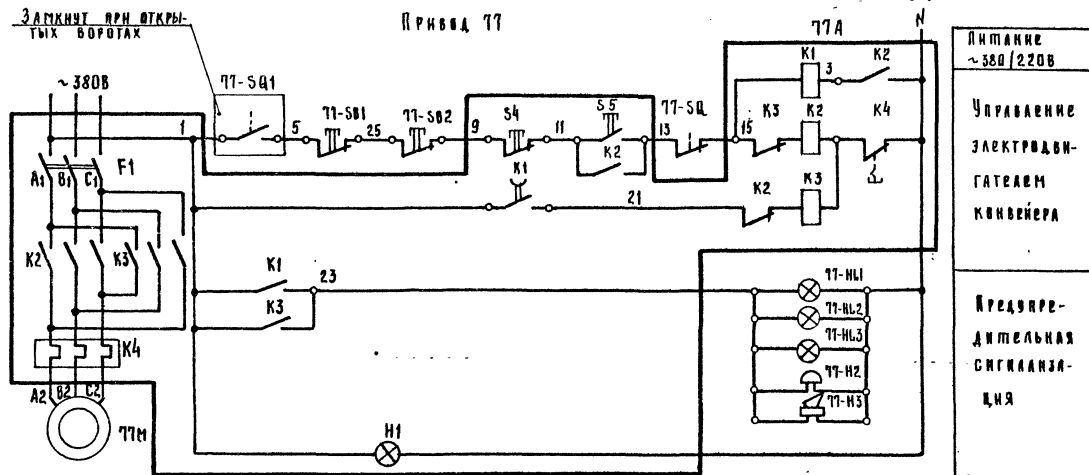 Замкнут при откры-
тых воротах
Привод 77
77А
N
Питание
~380/220В
~380В
77-SQ1
1
5
77-SB1
25
77-SB2
9
S4
11
S5
K2
13
77-SQ
15
K1
3
K2
K3
K2
K4
Управление
электродви-
гателем
конвейера
A1
B1
C1
F1
K1
21
K2
K3
K2
K3
K1
23
K3
77-HL1
77-HL2
77-HL3
77-H2
77-H3
Предупре-
дительная
сигнализа-
ция
K4
A2
B2
C2
77М
H1